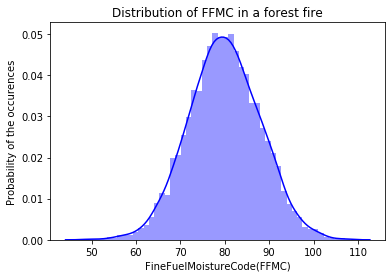 Distribution of FFMC in a forest fire
Probability of the occurences
0.05
0.04
0.03
0.02
0.01
0.00
50 60 70 80 90 100 110
FineFuelMoistureCode(FFMC)